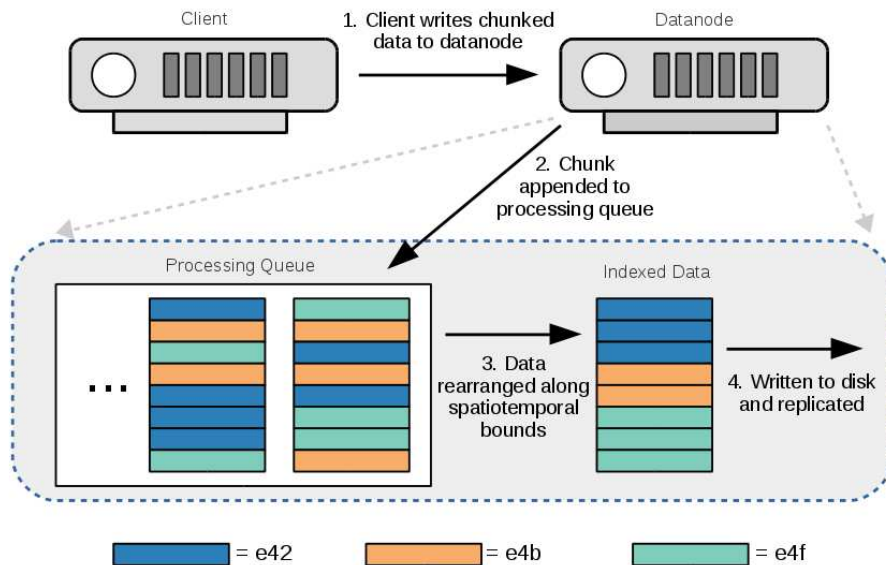 Client
1. Client writes chunked
data to datanode
Datanode
2. Chunk
appended to
processing queue
Processing Queue
Indexed Data
...
3. Data
rearranged along
spatiotemporal
bounds
4. Written to disk
and replicated
= e42
= e4b
= e4f